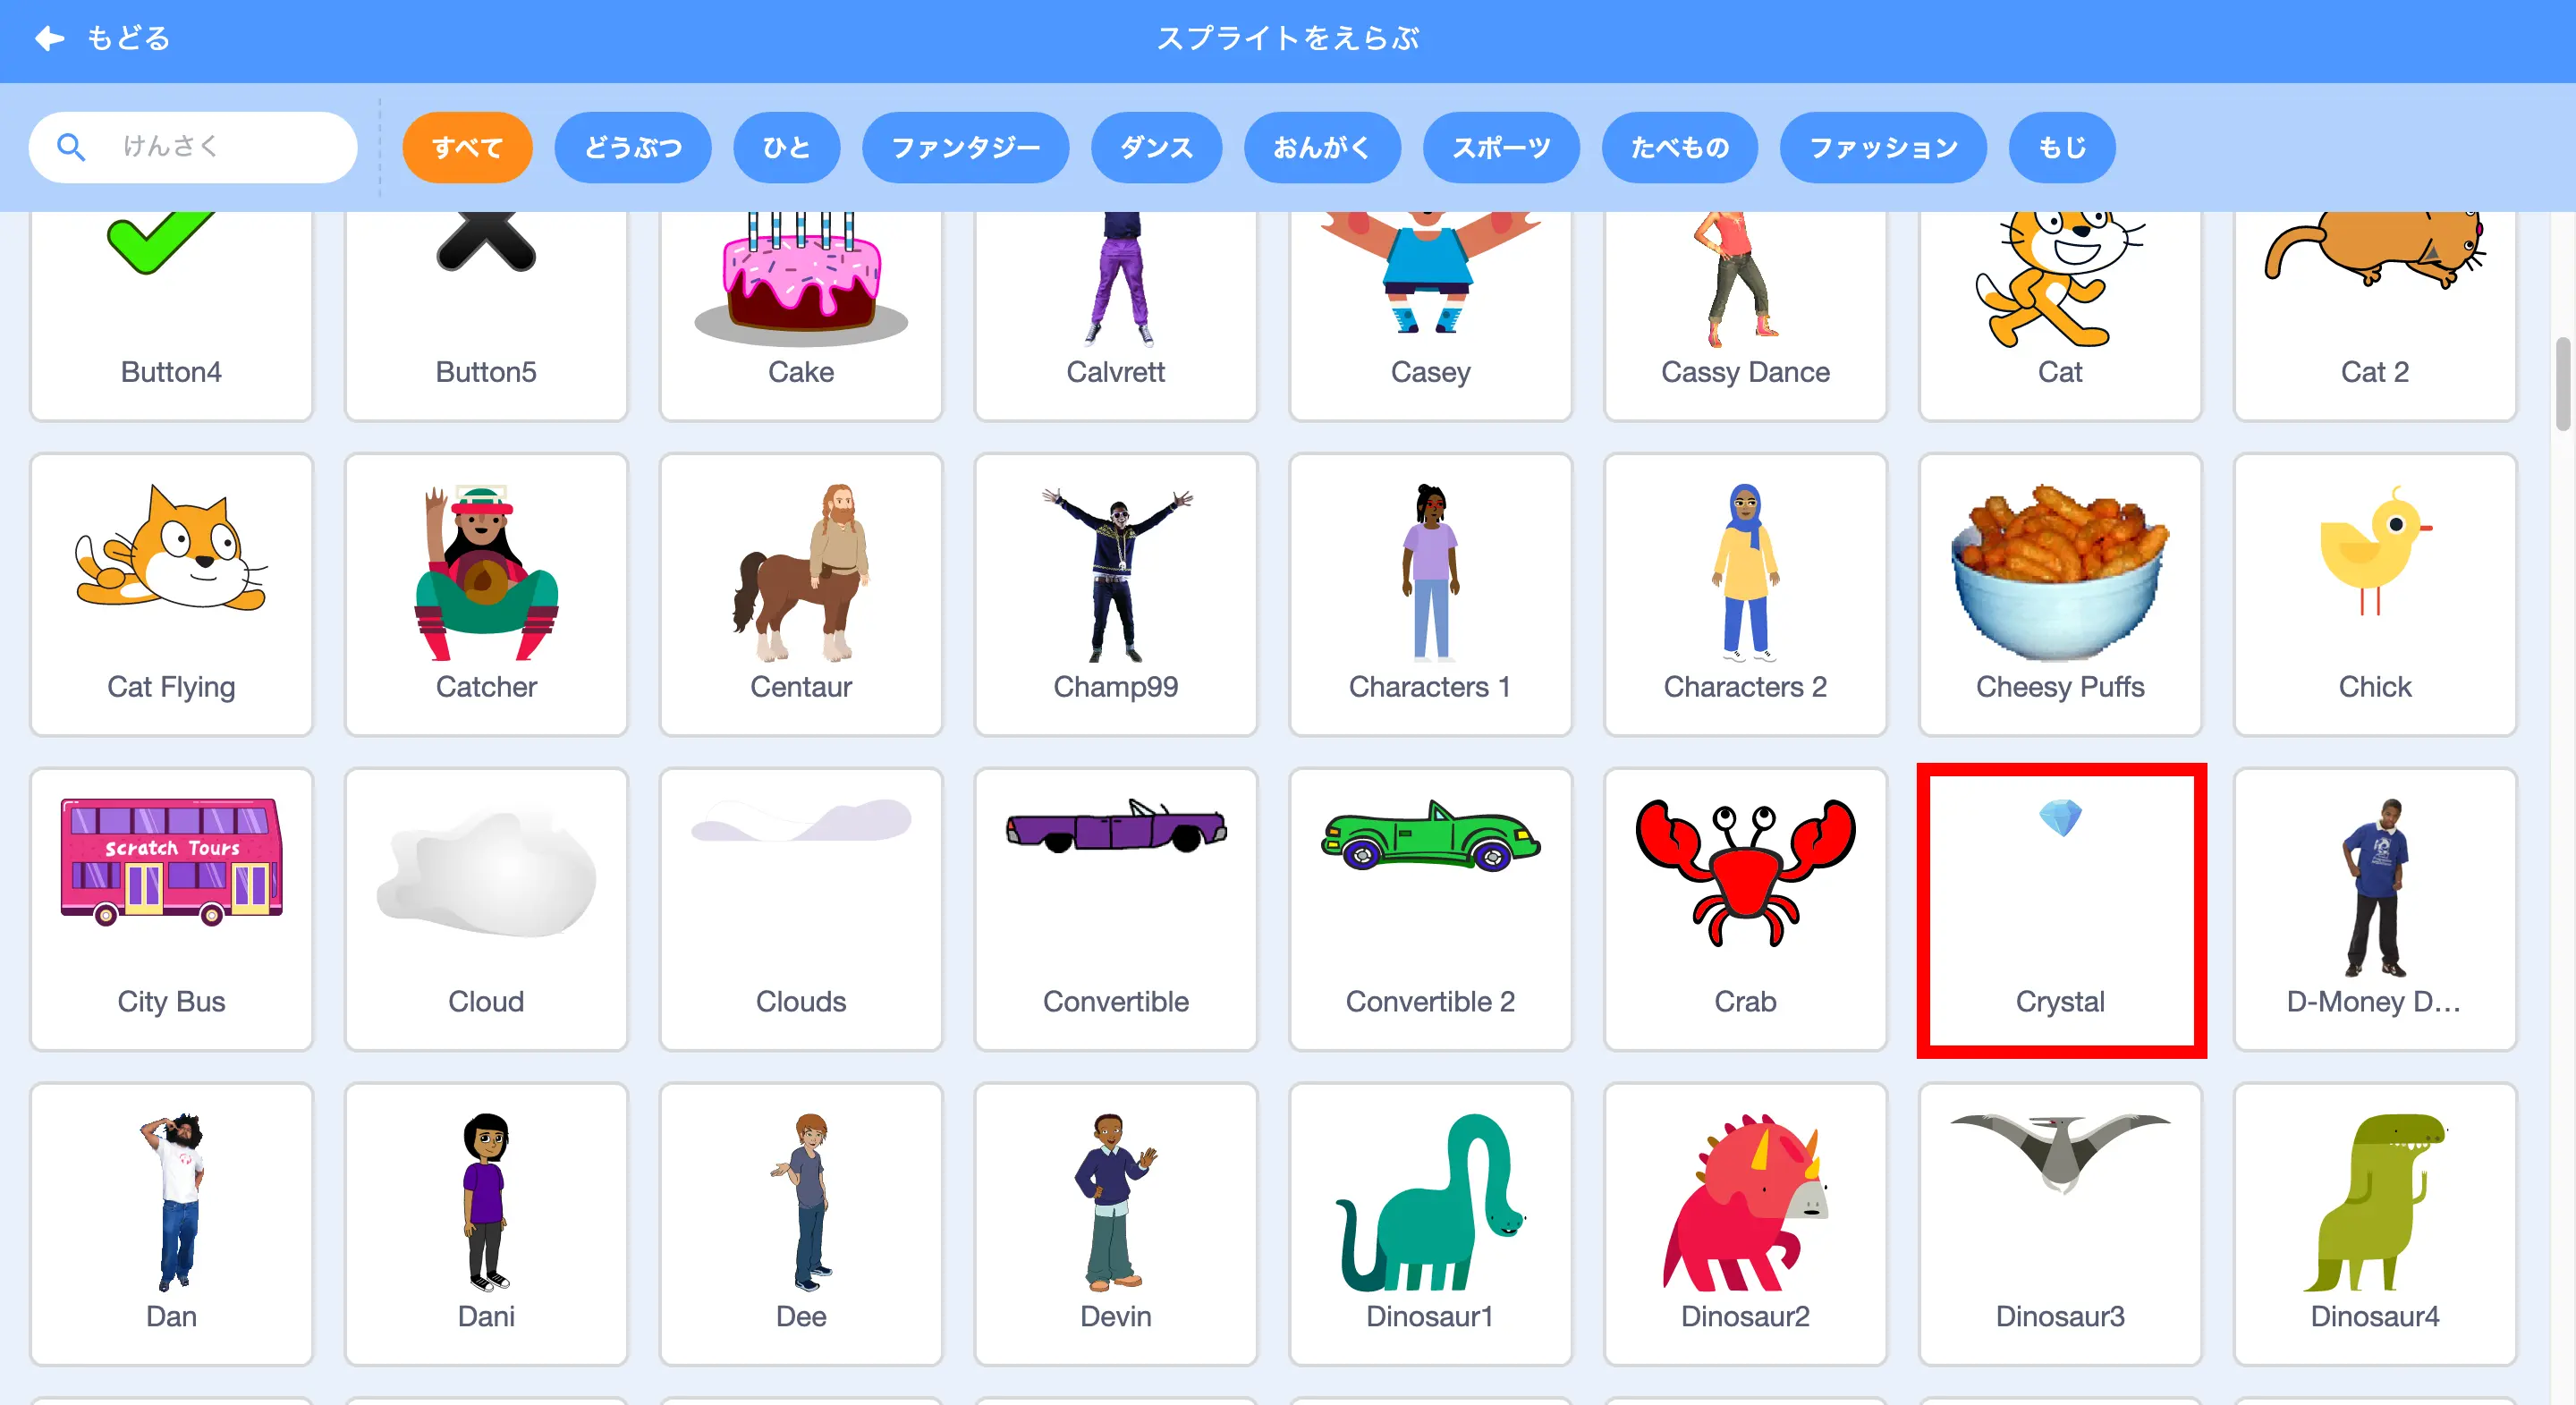 もどる
スプライトをえらぶ
けんさく
すべて
どうぶつ
ひと
ファンタジー
ダンス
おんがく
スポーツ
たべもの
ファッション
もじ
Button4
Button5
Cake
Calvrett
Casey
Cassy Dance
Cat
Cat 2
Cat Flying
Catcher
Centaur
Champ99
Characters 1
Characters 2
Cheesy Puffs
Chick
Scratch Tours
City Bus
Cloud
Clouds
Convertible
Convertible 2
Crab
Crystal
D-Money D...
Dan
Dani
Dee
Devin
Dinosaur1
Dinosaur2
Dinosaur3
Dinosaur4